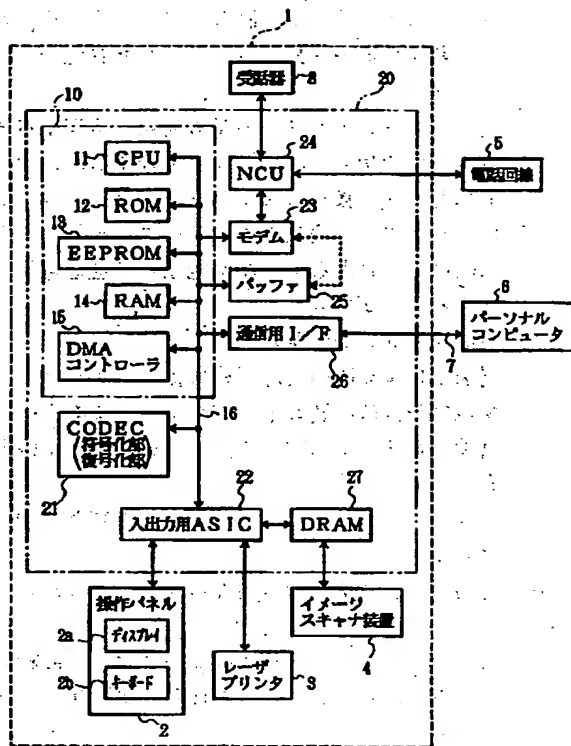 1
受話器 8
10
20
11 CPU
24
NCU
5
電話回線
12 ROM
23
モデム
13
EEPROM
バッファ
25
6
パーソナル
コンピュータ
14 RAM
通信用I/F
26
7
15
DMA
コントローラ
16
CODEC
(符号化部
復号化部)
21
22
27
入出力用ASIC
DRAM
操作パネル
2a ディスプレイ
2b キーボード
2
レーザ
プリンタ 3
イメージ
スキャナ装置
4